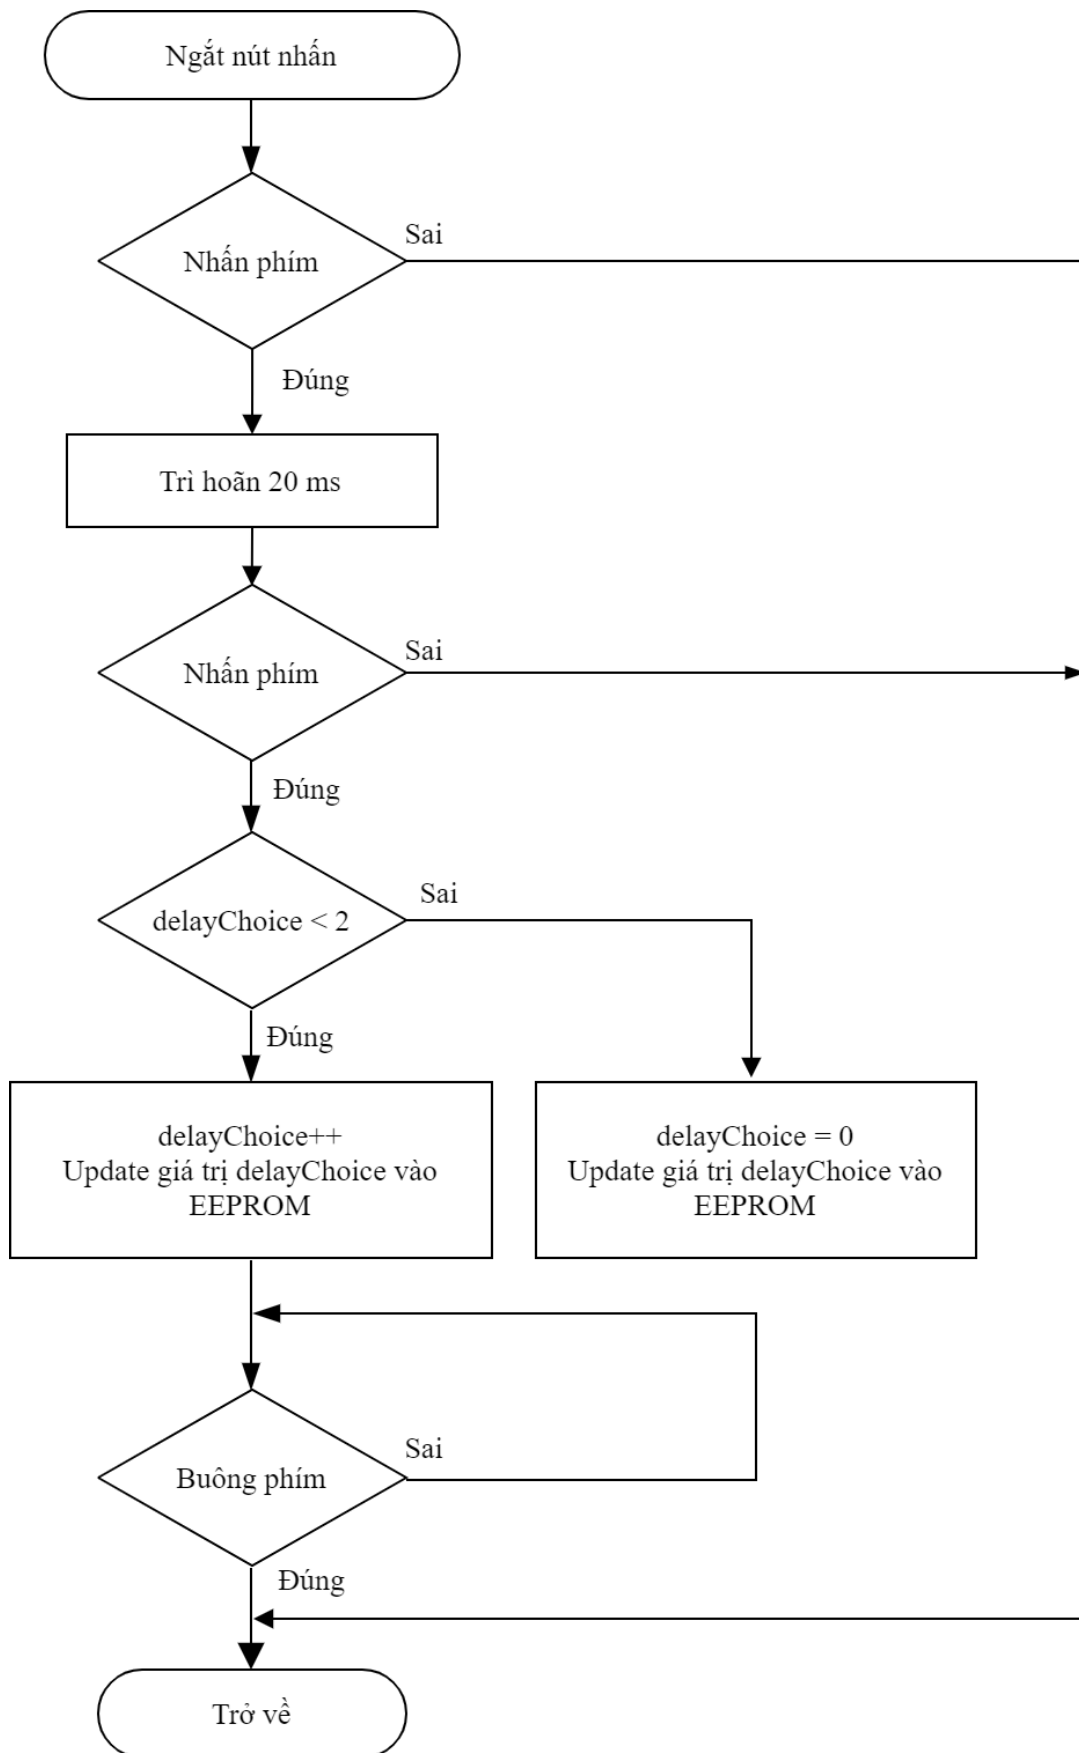 Ngắt nút nhấn
Nhấn phím
Sai
Đúng
Trì hoãn 20 ms
Nhấn phím
Sai
Đúng
delayChoice < 2
Sai
Đúng
delayChoice++
Update giá trị delayChoice vào
EEPROM
delayChoice = 0
Update giá trị delayChoice vào
EEPROM
Buông phím
Sai
Đúng
Trở về